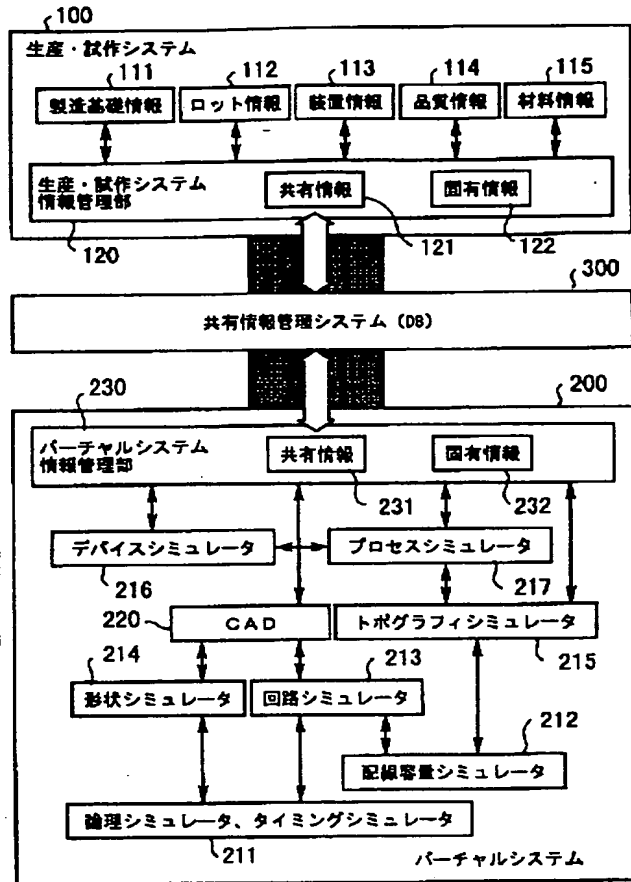 100
生産・試作システム
111 112 113 114 115
製造基礎情報 ロット情報 装置情報 品質情報 材料情報
生産・試作システム
情報管理部
共有情報 固有情報
120 121 122
300
共有情報管理システム(DB)
230 200
バーチャルシステム
情報管理部
共有情報 固有情報
231 232
デバイスシミュレータ プロセスシミュレータ
216 217
220 CAD トポグラフィシミュレータ
214 213 215
形状シミュレータ 回路シミュレータ
212
配線容量シミュレータ
論理シミュレータ、タイミングシミュレータ
211
バーチャルシステム